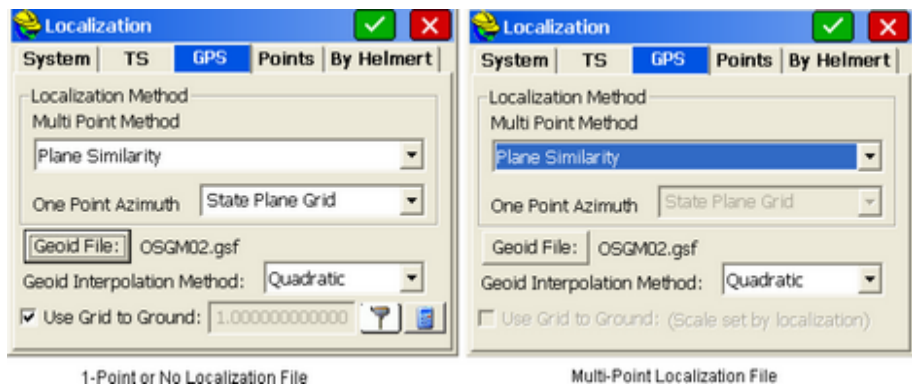 Localization
System TS GPS Points By Helmert
Localization Method
Multi Point Method
Plane Similarity
One Point Azimuth State Plane Grid
Geoid File: OSGM02.gsf
Geoid Interpolation Method: Quadratic
Use Grid to Ground: 1.000000000000
1-Point or No Localization File
Localization
System TS GPS Points By Helmert
Localization Method
Multi Point Method
Plane Similarity
One Point Azimuth State Plane Grid
Geoid File: OSGM02.gsf
Geoid Interpolation Method: Quadratic
Use Grid to Ground: (Scale set by localization)
Multi-Point Localization File